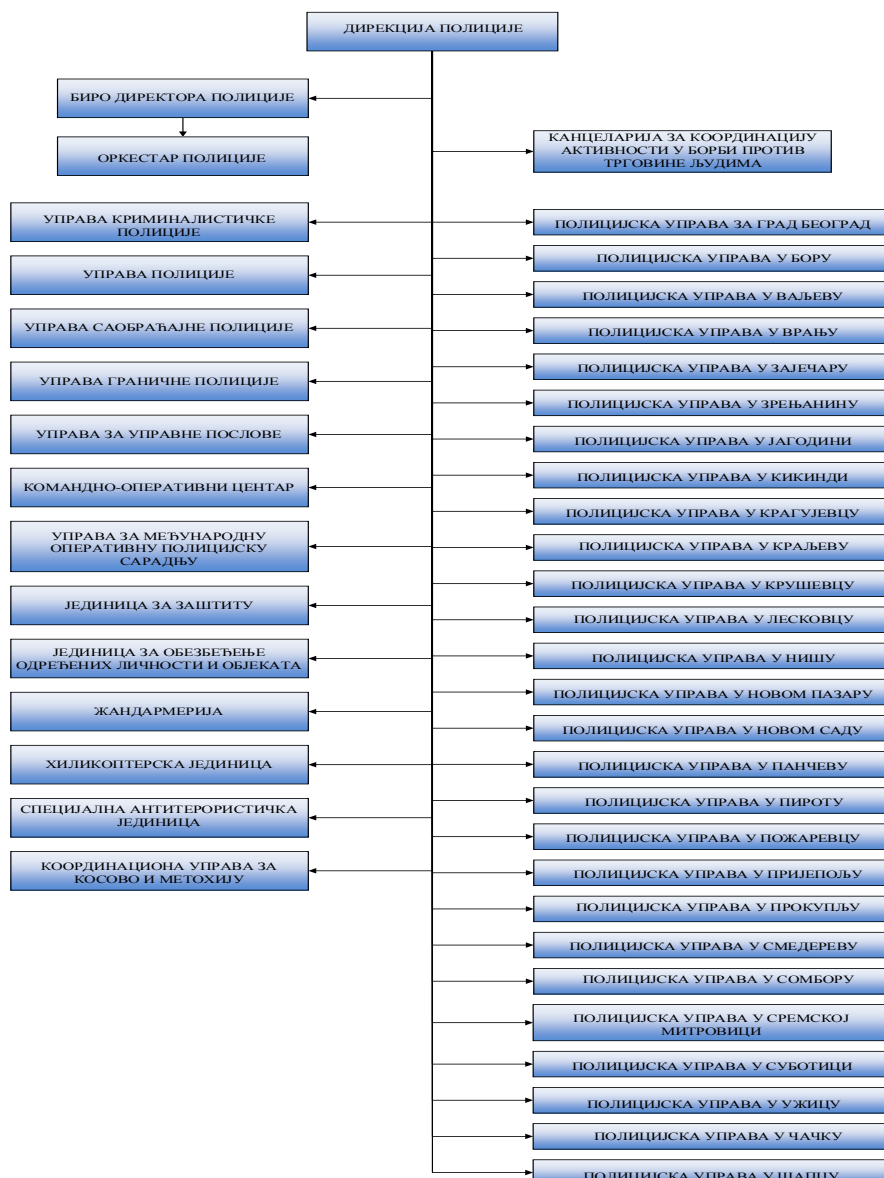 ДИРЕКЦИЈА ПОЛИЦИЈЕ
БИРО ДИРЕКТОРА ПОЛИЦИЈЕ
ОРКЕСТАР ПОЛИЦИЈЕ
КАНЦЕЛАРИЈА ЗА КООРДИНАЦИЈУ
АКТИВНОСТИ У БОРБИ ПРОТИВ
ТРГОВИНЕ ЉУДИМА
УПРАВА КРИМИНАЛИСТИЧКЕ
ПОЛИЦИЈЕ
УПРАВА ПОЛИЦИЈЕ
УПРАВА САОБРАЋАЈНЕ ПОЛИЦИЈЕ
УПРАВА ГРАНИЧНЕ ПОЛИЦИЈЕ
УПРАВА ЗА УПРАВНЕ ПОСЛОВЕ
КОМАНДНО-ОПЕРАТИВНИ ЦЕНТАР
УПРАВА ЗА МЕЂУНАРОДНУ
ОПЕРАТИВНУ ПОЛИЦИЈСКУ
САРАДЊУ
ЈЕДИНИЦА ЗА ЗАШТИТУ
ЈЕДИНИЦА ЗА ОБЕЗБЕЂЕЊЕ
ОДРЕЂЕНИХ ЛИЧНОСТИ И ОБЈЕКАТА
ЖАНДАРМЕРИЈА
ХИЛИКОПТЕРСКА ЈЕДИНИЦА
СПЕЦИЈАЛНА АНТИТЕРОРИСТИЧКА
ЈЕДИНИЦА
КООРДИНАЦИОНА УПРАВА ЗА
КОСОВО И МЕТОХИЈУ
ПОЛИЦИЈСКА УПРАВА ЗА ГРАД БЕОГРАД
ПОЛИЦИЈСКА УПРАВА У БОРУ
ПОЛИЦИЈСКА УПРАВА У ВАЉЕВУ
ПОЛИЦИЈСКА УПРАВА У ВРАЊУ
ПОЛИЦИЈСКА УПРАВА У ЗАЈЕЧАРУ
ПОЛИЦИЈСКА УПРАВА У ЗРЕЊАНИНУ
ПОЛИЦИЈСКА УПРАВА У ЈАГОДИНИ
ПОЛИЦИЈСКА УПРАВА У КИКИНДИ
ПОЛИЦИЈСКА УПРАВА У КРАГУЈЕВЦУ
ПОЛИЦИЈСКА УПРАВА У КРАЉЕВУ
ПОЛИЦИЈСКА УПРАВА У КРУШЕВЦУ
ПОЛИЦИЈСКА УПРАВА У ЛЕСКОВЦУ
ПОЛИЦИЈСКА УПРАВА У НИШУ
ПОЛИЦИЈСКА УПРАВА У НОВОМ ПАЗАРУ
ПОЛИЦИЈСКА УПРАВА У НОВОМ САДУ
ПОЛИЦИЈСКА УПРАВА У ПАНЧЕВУ
ПОЛИЦИЈСКА УПРАВА У ПИРОТУ
ПОЛИЦИЈСКА УПРАВА У ПОЖАРЕВЦУ
ПОЛИЦИЈСКА УПРАВА У ПРИЈЕПОЉУ
ПОЛИЦИЈСКА УПРАВА У ПРОКУПЉУ
ПОЛИЦИЈСКА УПРАВА У СМЕДЕРЕВУ
ПОЛИЦИЈСКА УПРАВА У СОМБОРУ
ПОЛИЦИЈСКА УПРАВА У СРЕМСКОЈ
МИТРОВИЦИ
ПОЛИЦИЈСКА УПРАВА У СУБОТИЦИ
ПОЛИЦИЈСКА УПРАВА У УЖИЦУ
ПОЛИЦИЈСКА УПРАВА У ЧАЧКУ
ПОЛИЦИЈСКА УПРАВА У ШАПЦУ